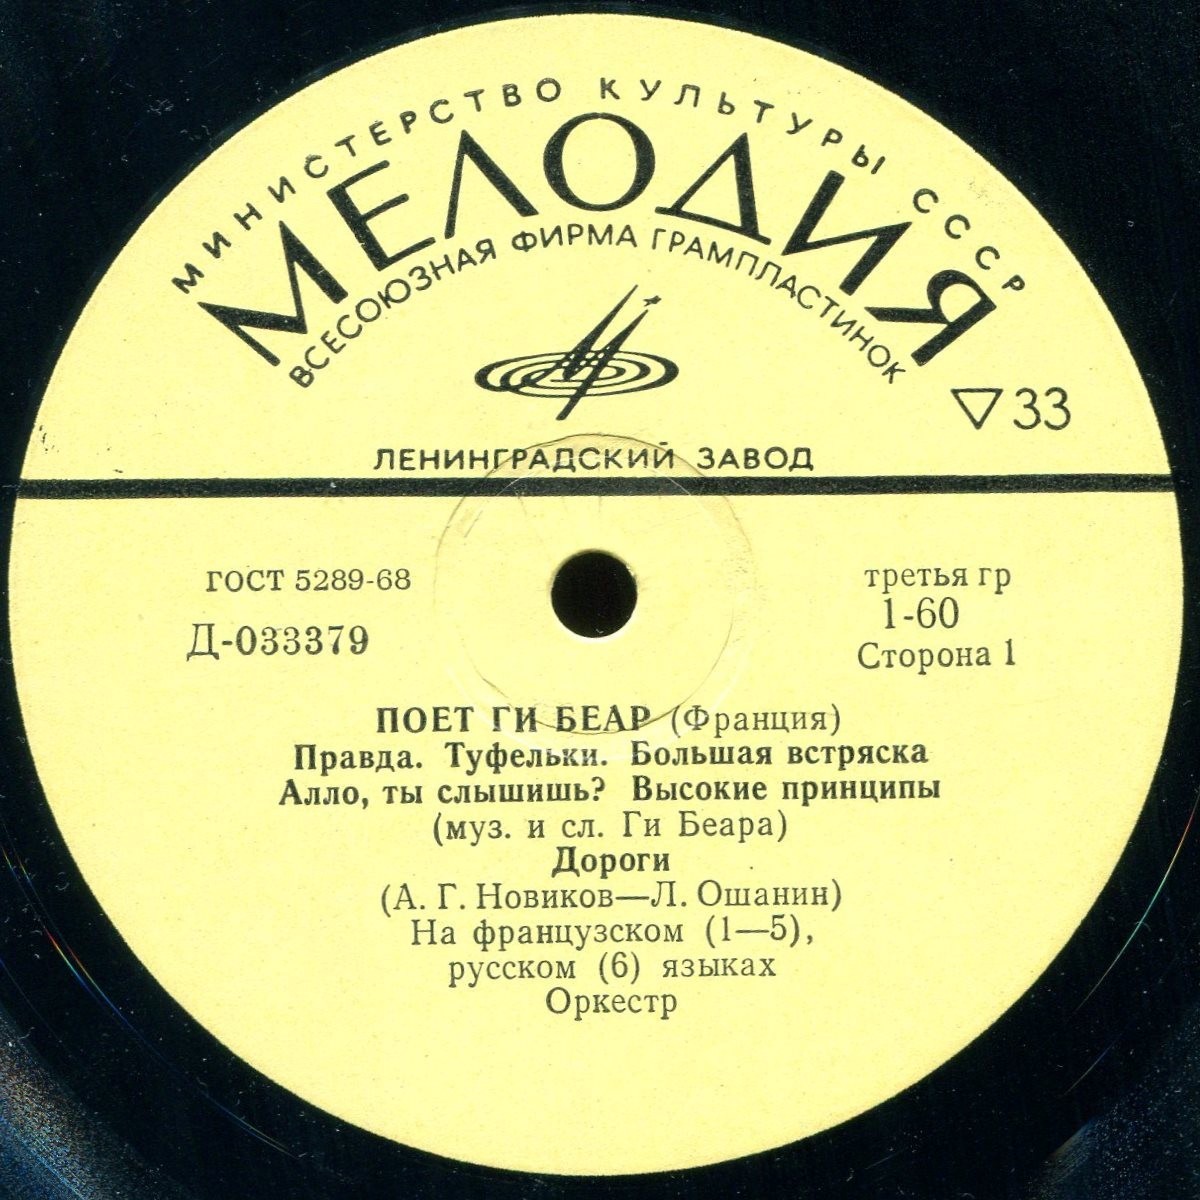 МИНИСТЕРСТВО КУЛЬТУРЫ СССР
МЕЛОДИЯ
ВСЕСОЮЗНАЯ ФИРМА ГРАМПЛАСТИНОК
▽33
ЛЕНИНГРАДСКИЙ ЗАВОД
ГОСТ 5289-68
третья гр
Д-033379
1-60
Сторона 1
ПОЕТ ГИ БЕАР (Франция)
Правда. Туфельки. Большая встряска
Алло, ты слышишь? Высокие принципы
(муз. и сл. Ги Беара)
Дороги
(А. Г. Новиков—Л. Ошанин)
На французском (1—5),
русском (6) языках
Оркестр